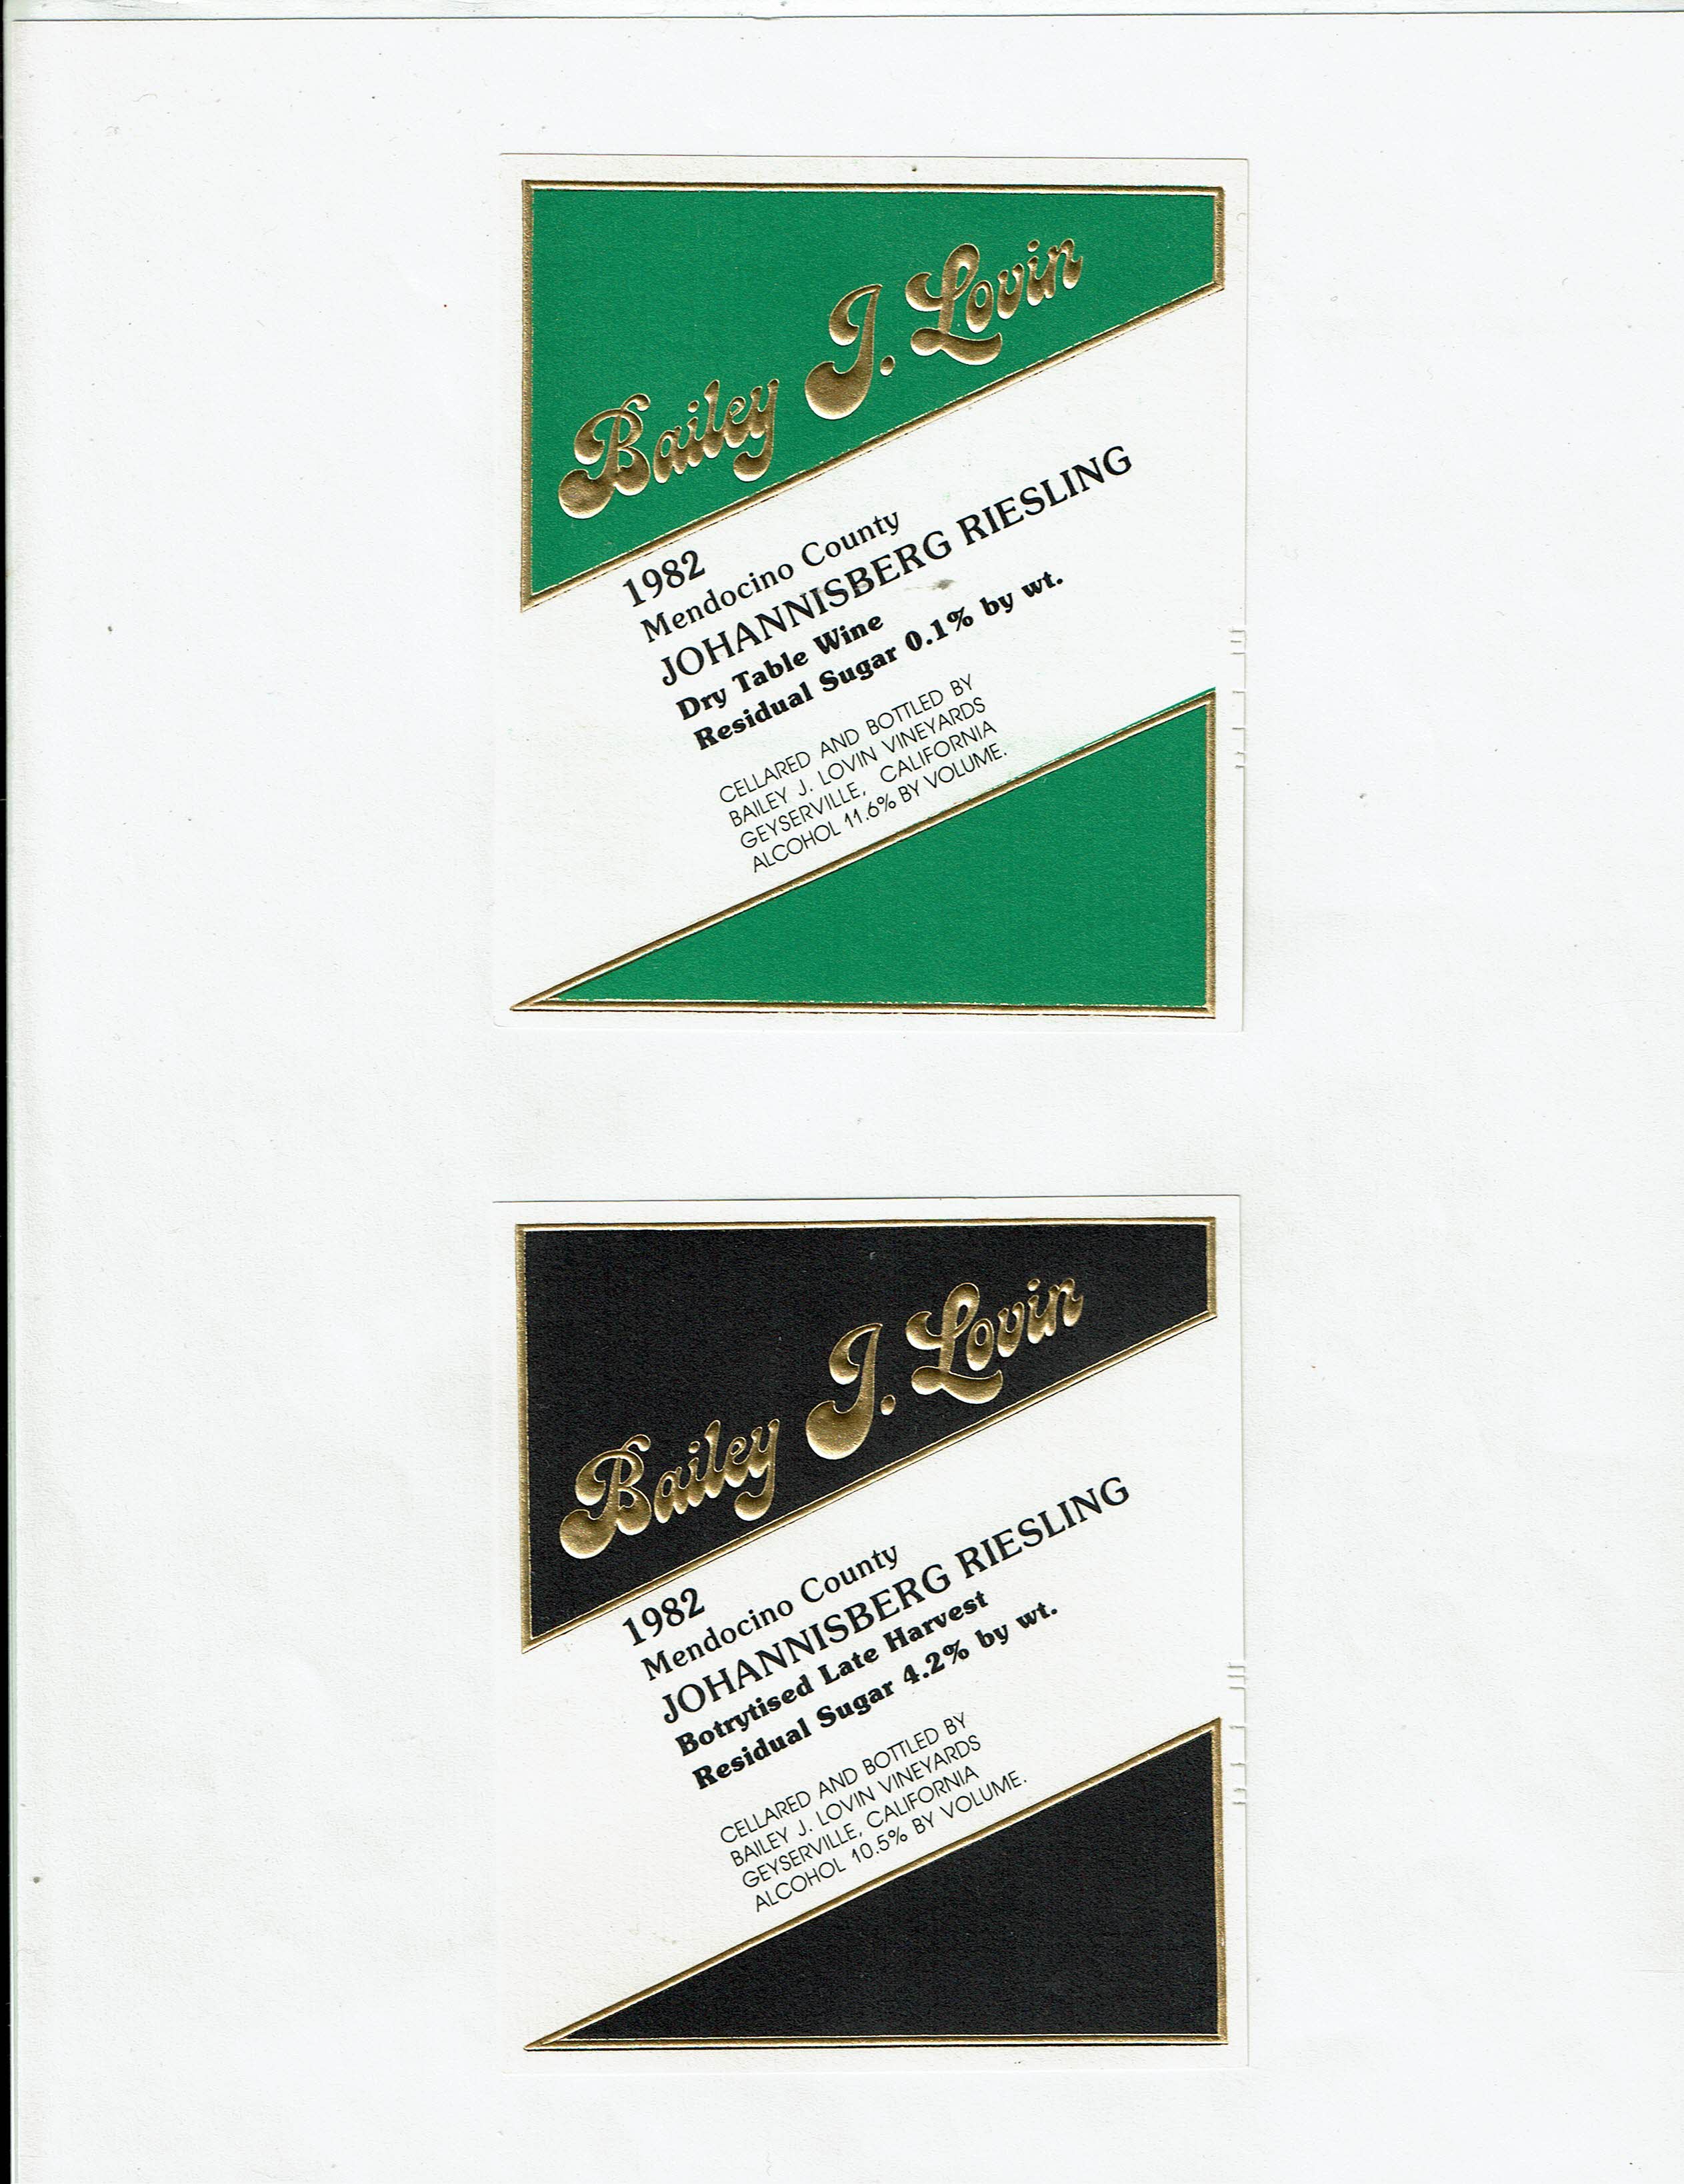 Bailey J. Lovin
1982
Mendocino County
JOHANNISBERG RIESLING
Dry Table Wine
Residual Sugar 0.1% by wt.
CELLARED AND BOTTLED BY
BAILEY J. LOVIN VINEYARDS
GEYSERVILLE, CALIFORNIA
ALCOHOL 11.6% BY VOLUME.
Bailey J. Lovin
1982
Mendocino County
JOHANNISBERG RIESLING
Botrytised Late Harvest
Residual Sugar 4.2% by wt.
CELLARED AND BOTTLED BY
BAILEY J. LOVIN VINEYARDS
GEYSERVILLE, CALIFORNIA
ALCOHOL 10.5% BY VOLUME.